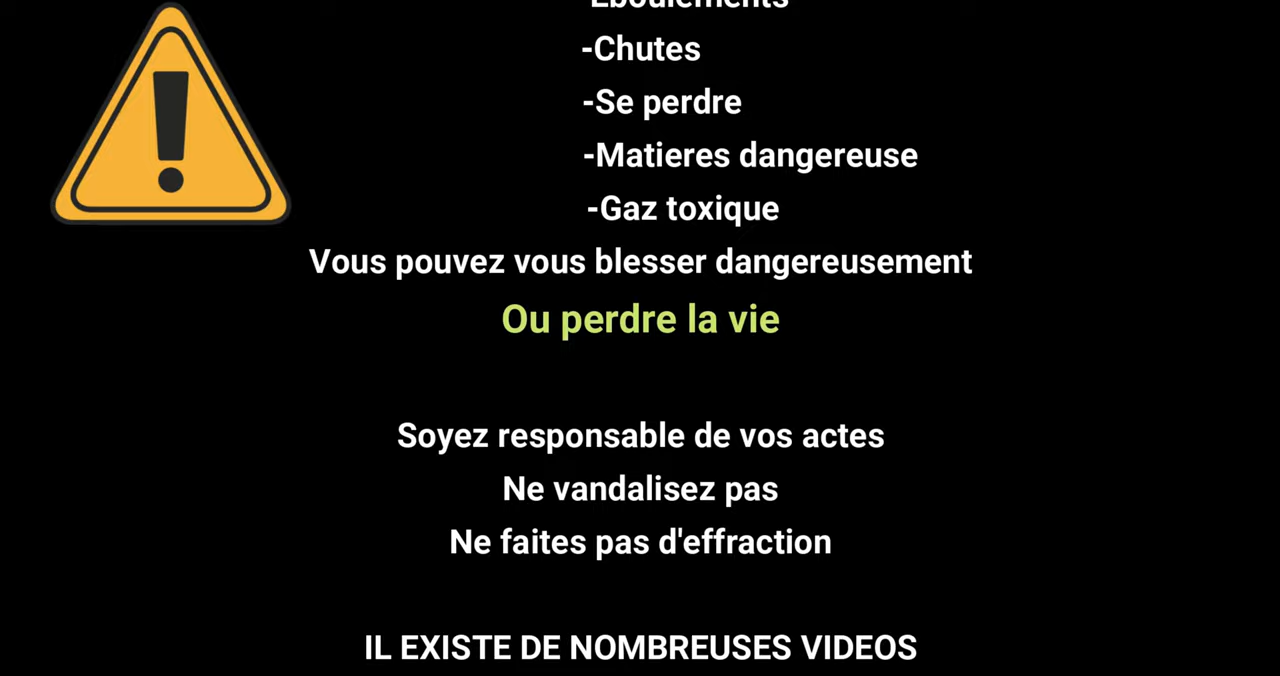 Eboulements
-Chutes
-Se perdre
-Matieres dangereuse
-Gaz toxique
Vous pouvez vous blesser dangereusement
Ou perdre la vie
Soyez responsable de vos actes
Ne vandalisez pas
Ne faites pas d'effraction
IL EXISTE DE NOMBREUSES VIDEOS